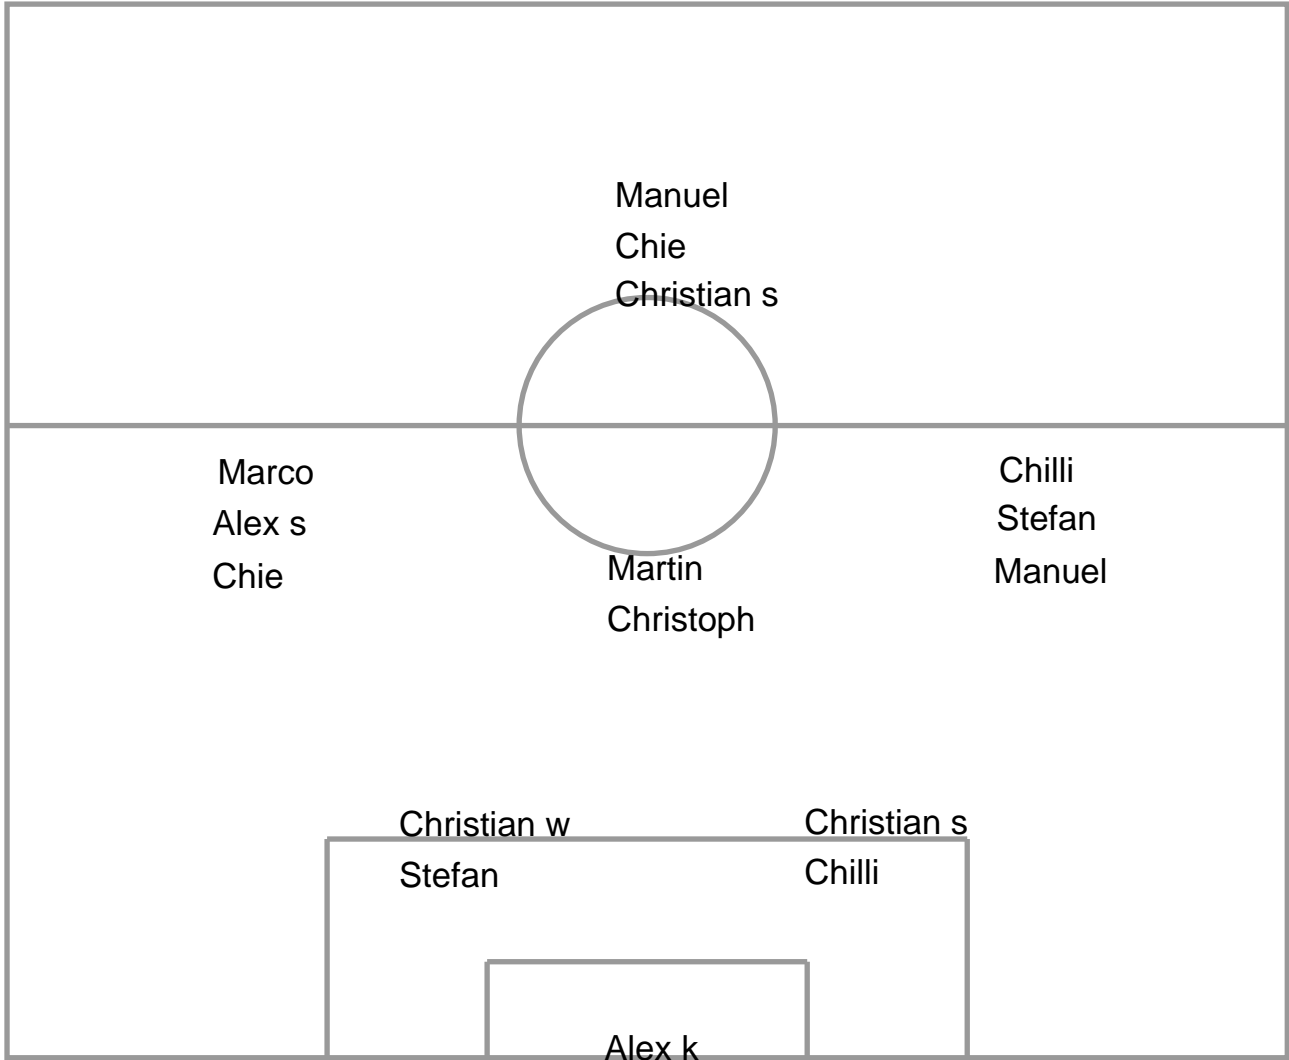 Manuel
Chie
Christian s
Marco
Alex s
Chie
Martin
Christoph
Chilli
Stefan
Manuel
Christian w
Stefan
Christian s
Chilli
Alex k